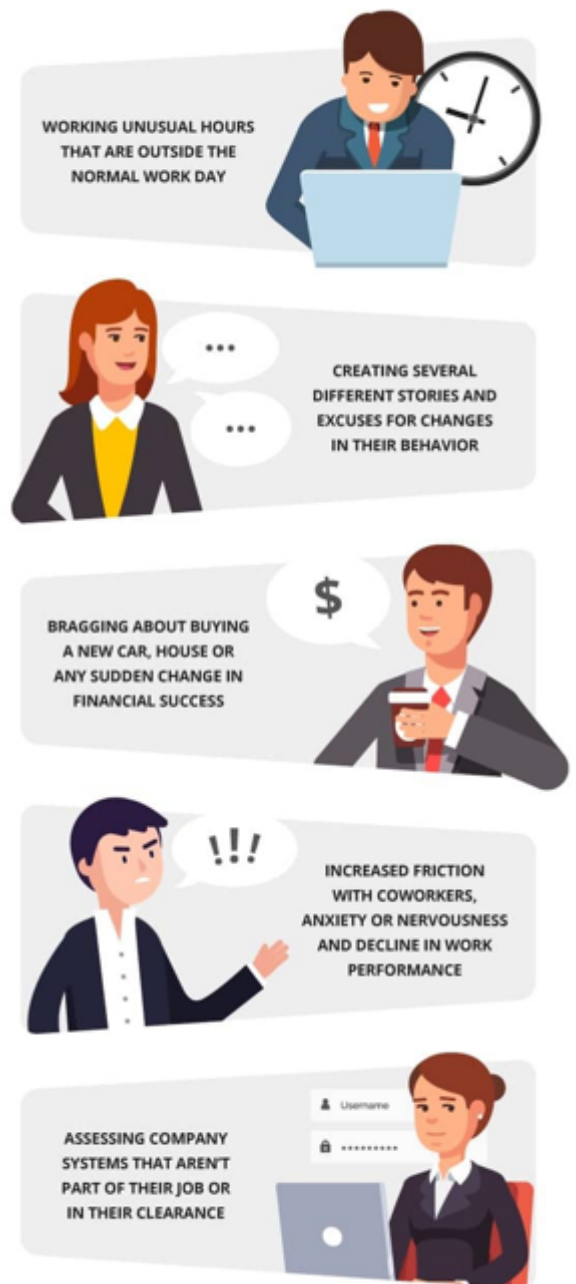 WORKING UNUSUAL HOURS
THAT ARE OUTSIDE THE
NORMAL WORK DAY
...
...
CREATING SEVERAL
DIFFERENT STORIES AND
EXCUSES FOR CHANGES
IN THEIR BEHAVIOR
$
BRAGGING ABOUT BUYING
A NEW CAR, HOUSE OR
ANY SUDDEN CHANGE IN
FINANCIAL SUCCESS
!!!
INCREASED FRICTION
WITH COWORKERS,
ANXIETY OR NERVOUSNESS
AND DECLINE IN WORK
PERFORMANCE
Username
•••••••••
ASSESSING COMPANY
SYSTEMS THAT AREN'T
PART OF THEIR JOB OR
IN THEIR CLEARANCE